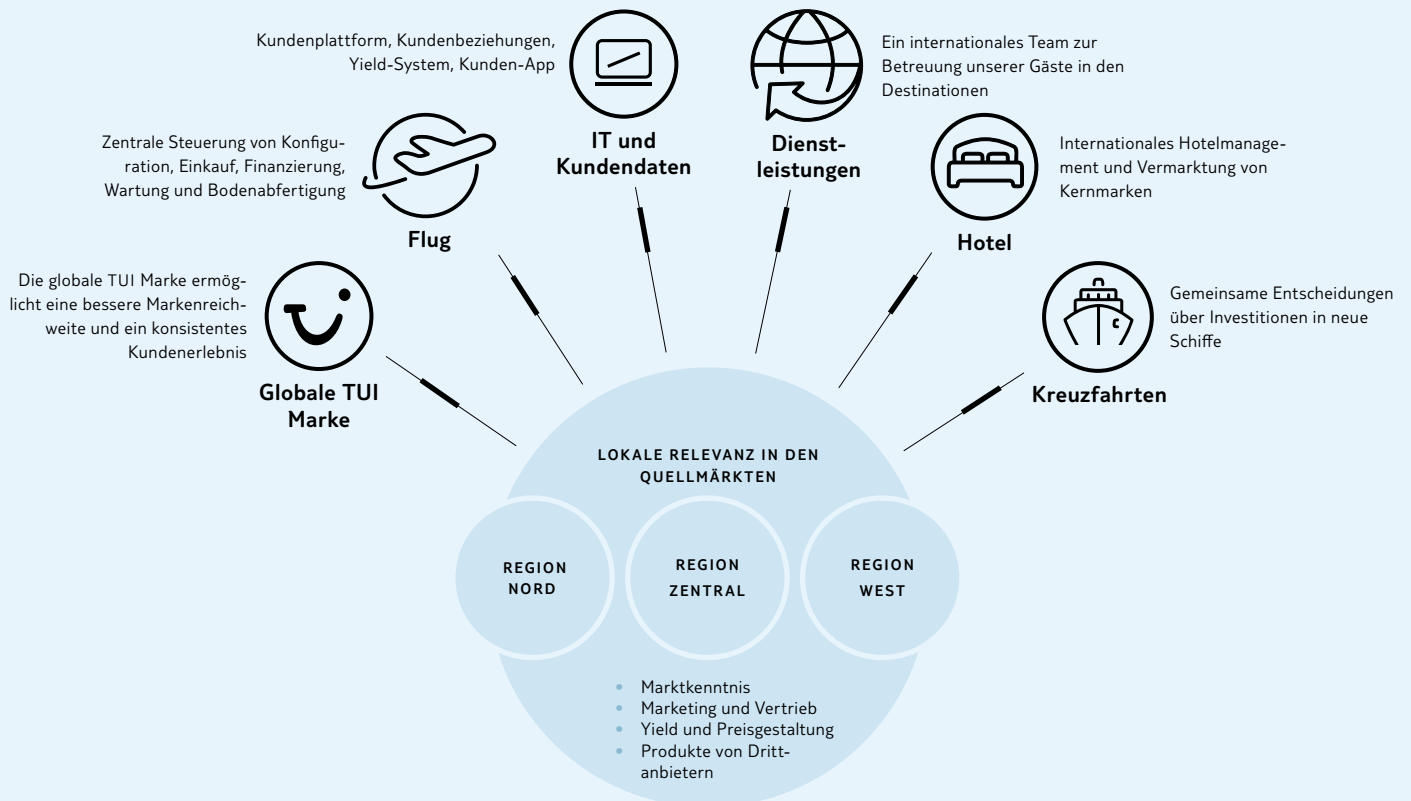 Kundenplattform, Kundenbeziehungen,
Yield-System, Kunden-App
IT und
Kundendaten
Ein internationales Team zur
Betreuung unserer Gäste in den
Destinationen
Dienst-
leistungen
Zentrale Steuerung von Konfigu-
ration, Einkauf, Finanzierung,
Wartung und Bodenabfertigung
Flug
Internationales Hotelmanage-
ment und Vermarktung von
Kernmarken
Hotel
Die globale TUI Marke ermög-
licht eine bessere Markenreich-
weite und ein konsistentes
Kundenerlebnis
Globale TUI
Marke
Gemeinsame Entscheidungen
über Investitionen in neue
Schiffe
Kreuzfahrten
LOKALE RELEVANZ IN DEN
QUELLMÄRKTEN
REGION
NORD
REGION
ZENTRAL
REGION
WEST
• Marktkenntnis
• Marketing und Vertrieb
• Yield und Preisgestaltung
• Produkte von Dritt-
anbietern